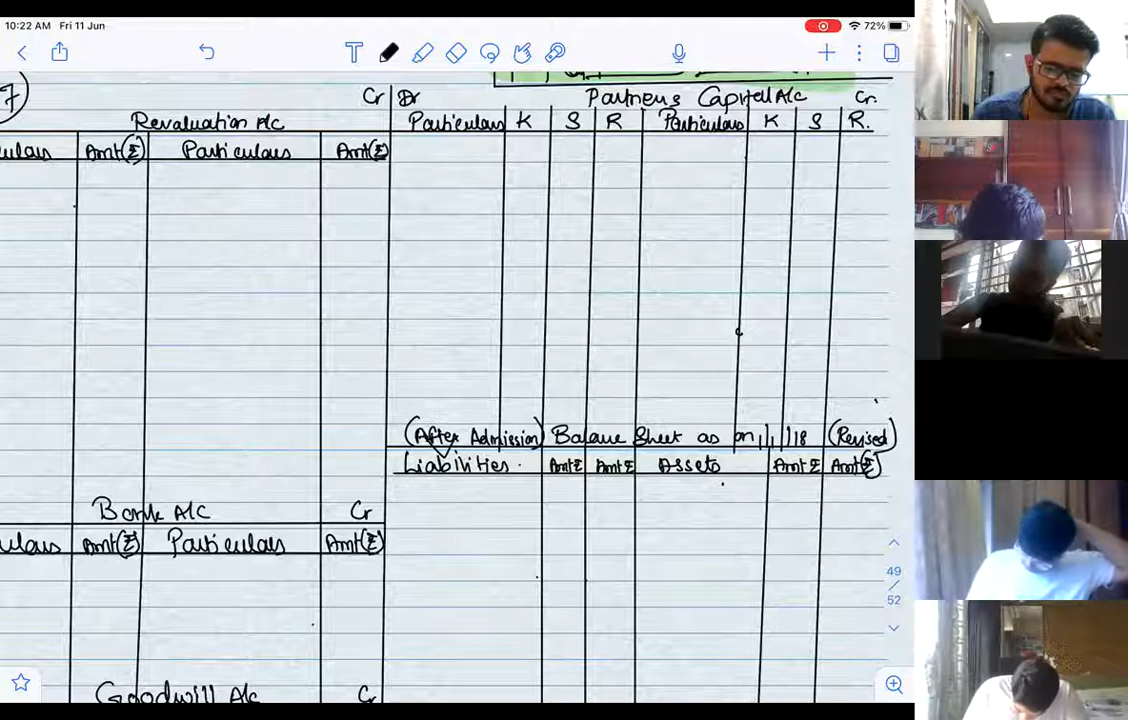 10:22 AM Fri 11 Jun
72%
T
7
Cr
Dr
Partners Capital A/c
Cr.
Revaluation A/c
Particulars K S R Particulars K S R.
ulars Amt(₹) Particulars Amt(₹)
(After Admission) Balance Sheet as on 1/1/18 (Revised)
Liabilities. Amt₹ Amt₹ Assets Amt₹ Amt(₹)
Bank A/c Cr
ulars Amt(₹) Particulars Amt(₹)
49
/
52
Goodwill A/c Cr